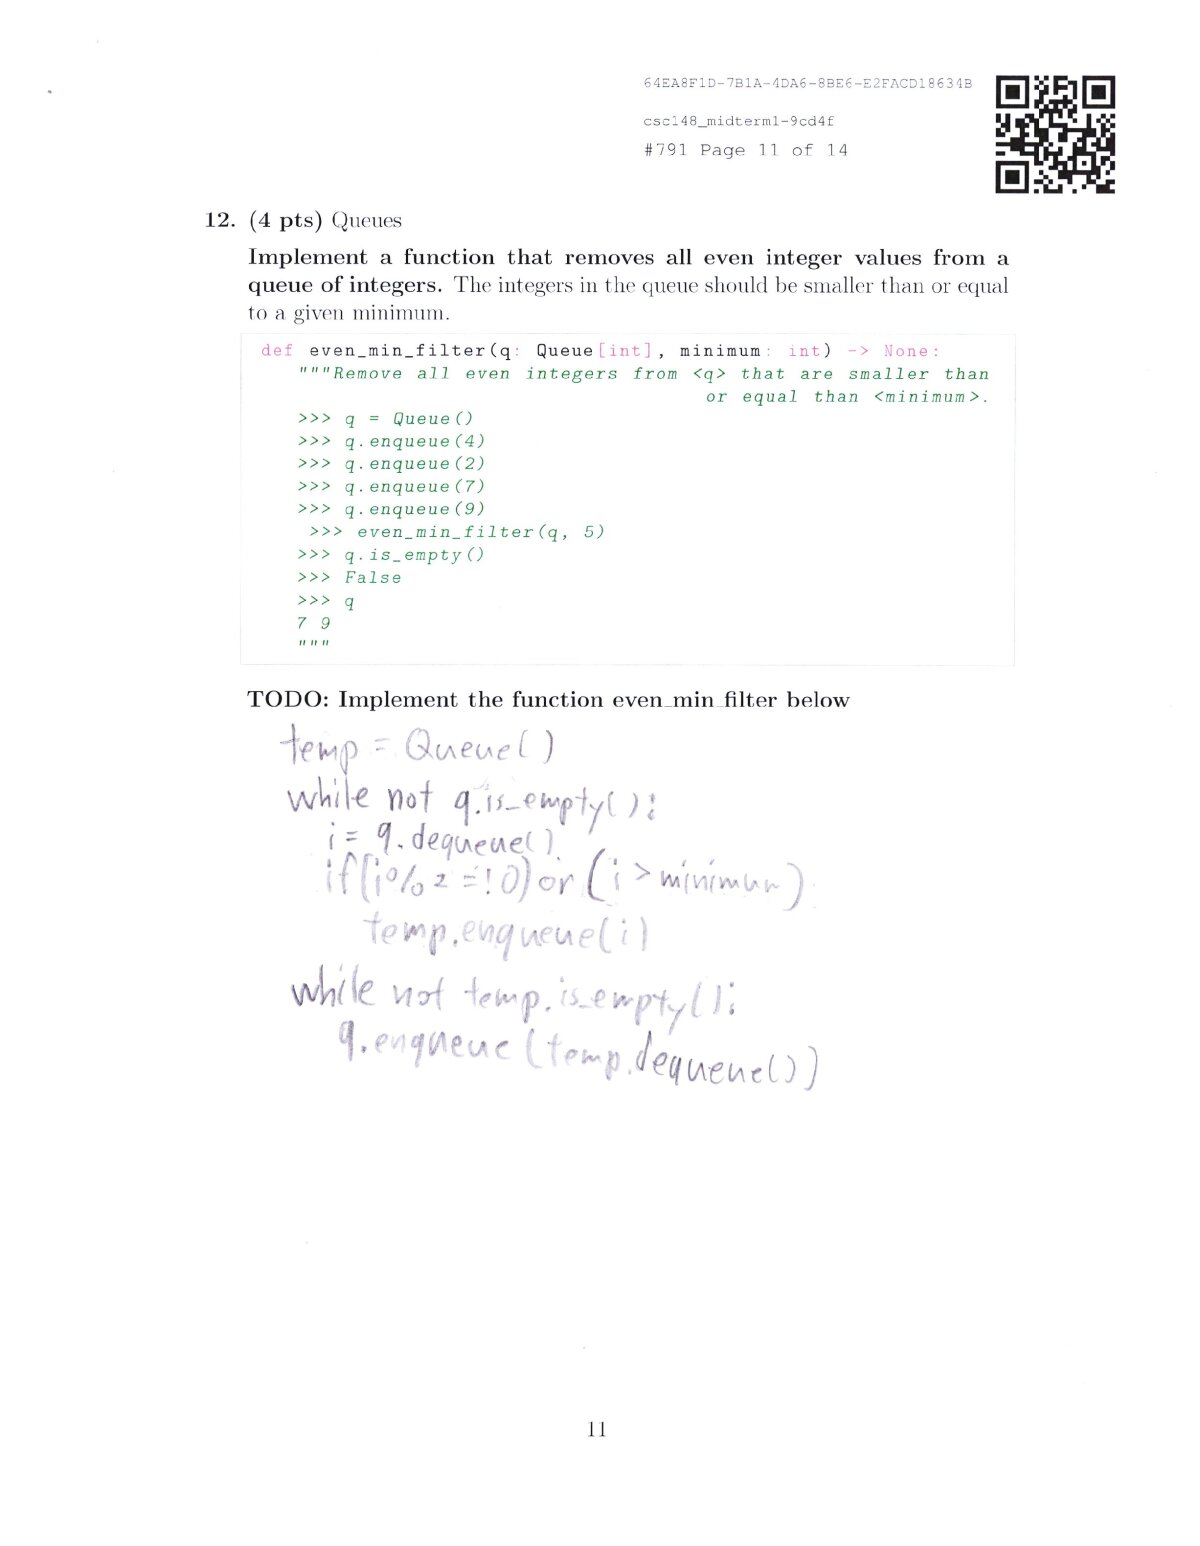 64EA8F1D-7B1A-4DA6-8BE6-E2FACD18634B
csc148_midterm1-9cd4f
#791 Page 11 of 14
12. (4 pts) Queues
Implement a function that removes all even integer values from a
queue of integers. The integers in the queue should be smaller than or equal
to a given minimum.
def even_min_filter(q: Queue[int], minimum: int) -> None:
"""Remove all even integers from <q> that are smaller than
or equal than <minimum>.
>>> q = Queue()
>>> q.enqueue(4)
>>> q.enqueue(2)
>>> q.enqueue(7)
>>> q.enqueue(9)
>>> even_min_filter(q, 5)
>>> q.is_empty()
>>> False
>>> q
7 9
"""
TODO: Implement the function even_min_filter below
temp = Queue()
while not q.is_empty():
i = q.dequeue()
if(i%2 =! 0) or (i > minimum)
temp.enqueue(i)
while not temp.is_empty():
q.enqueue(temp.dequeue())
11